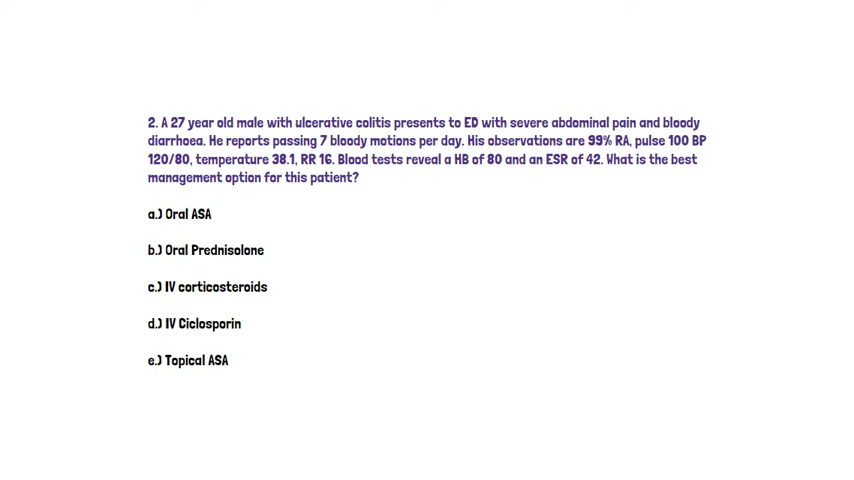 2. A 27 year old male with ulcerative colitis presents to ED with severe abdominal pain and bloody
diarrhoea. He reports passing 7 bloody motions per day. His observations are 99% RA, pulse 100 BP
120/80, temperature 38.1, RR 16. Blood tests reveal a HB of 80 and an ESR of 42. What is the best
management option for this patient?
a.) Oral ASA
b.) Oral Prednisolone
c.) IV corticosteroids
d.) IV Ciclosporin
e.) Topical ASA